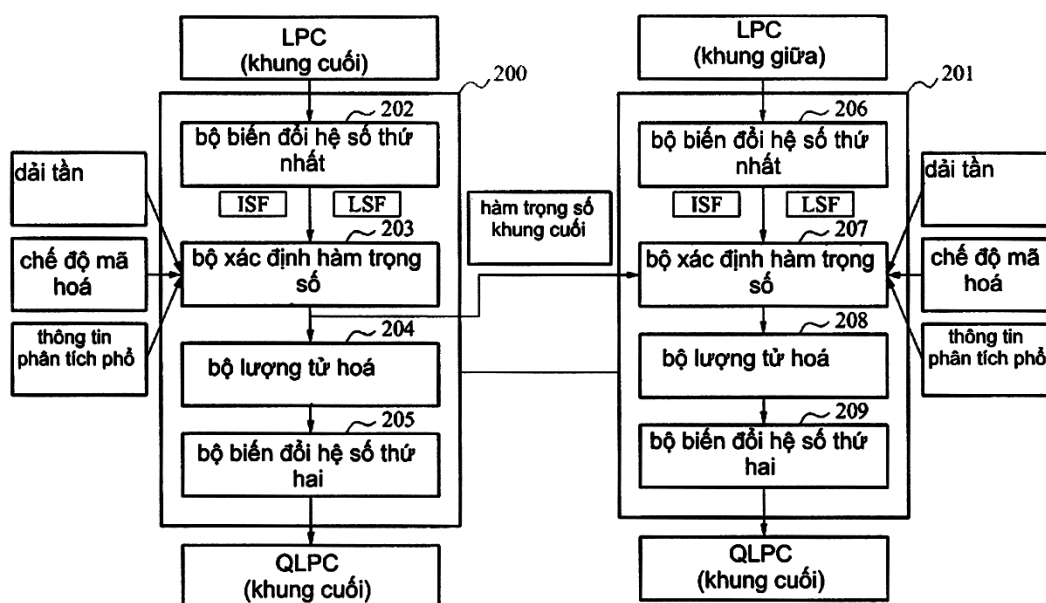 LPC
(khung cuối)
200
202
bộ biến đổi hệ số thứ
nhất
ISF
LSF
dải tần
chế độ mã
hoá
thông tin
phân tích phổ
203
bộ xác định hàm trọng
số
204
bộ lượng tử hoá
205
bộ biến đổi hệ số thứ
hai
QLPC
(khung cuối)
hàm trọng số
khung cuối
LPC
(khung giữa)
201
206
bộ biến đổi hệ số thứ
nhất
ISF
LSF
207
bộ xác định hàm trọng
số
dải tần
chế độ mã
hoá
thông tin
phân tích phổ
208
bộ lượng tử hoá
209
bộ biến đổi hệ số thứ
hai
QLPC
(khung cuối)